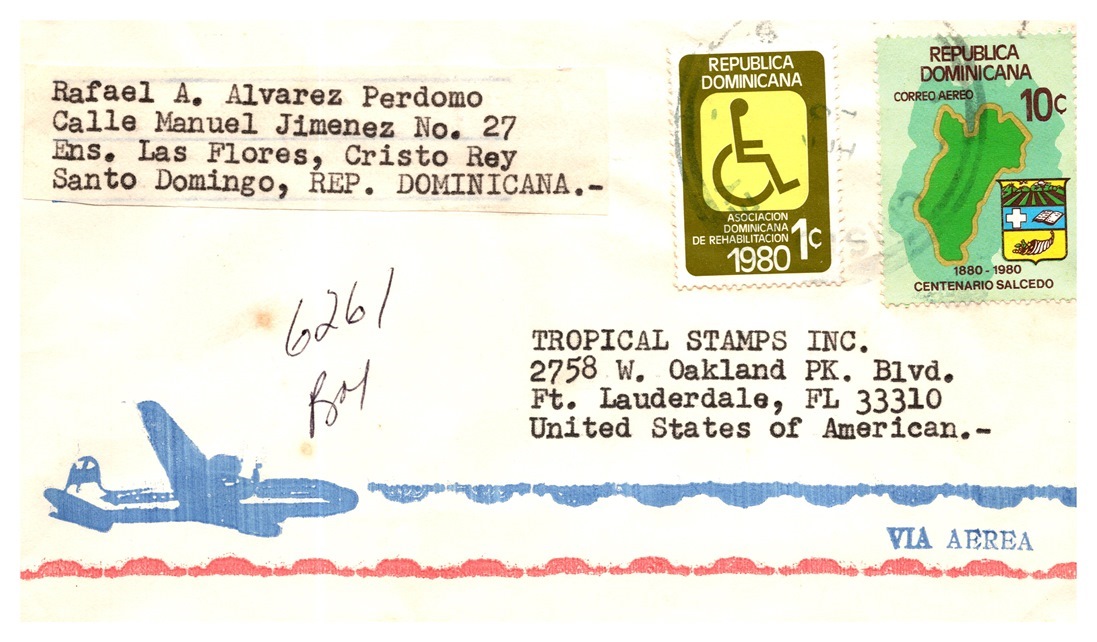 Rafael A. Alvarez Perdomo
Calle Manuel Jimenez No. 27
Ens. Las Flores, Cristo Rey
Santo Domingo, REP. DOMINICANA.-
REPUBLICA
DOMINICANA
ASOCIACION
DOMINICANA
DE REHABILITACION
1¢
1980
REPUBLICA
DOMINICANA
CORREO AEREO
10¢
1880-1980
CENTENARIO SALCEDO
6261
TROPICAL STAMPS INC.
2758 W. Oakland PK. Blvd.
Ft. Lauderdale, FL 33310
United States of American.-
VIA AEREA